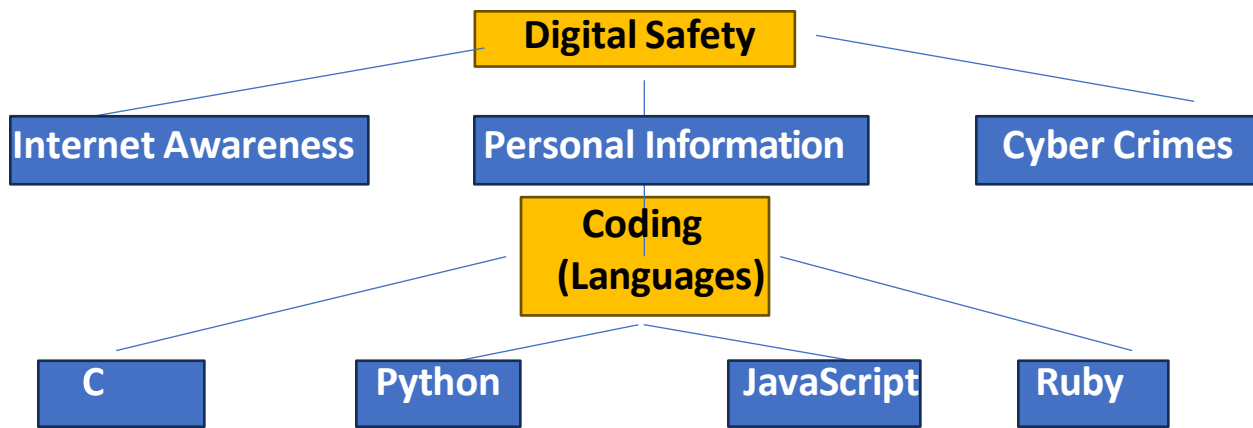 Digital Safety
Internet Awareness
Personal Information
Cyber Crimes
Coding
(Languages)
C
Python
JavaScript
Ruby